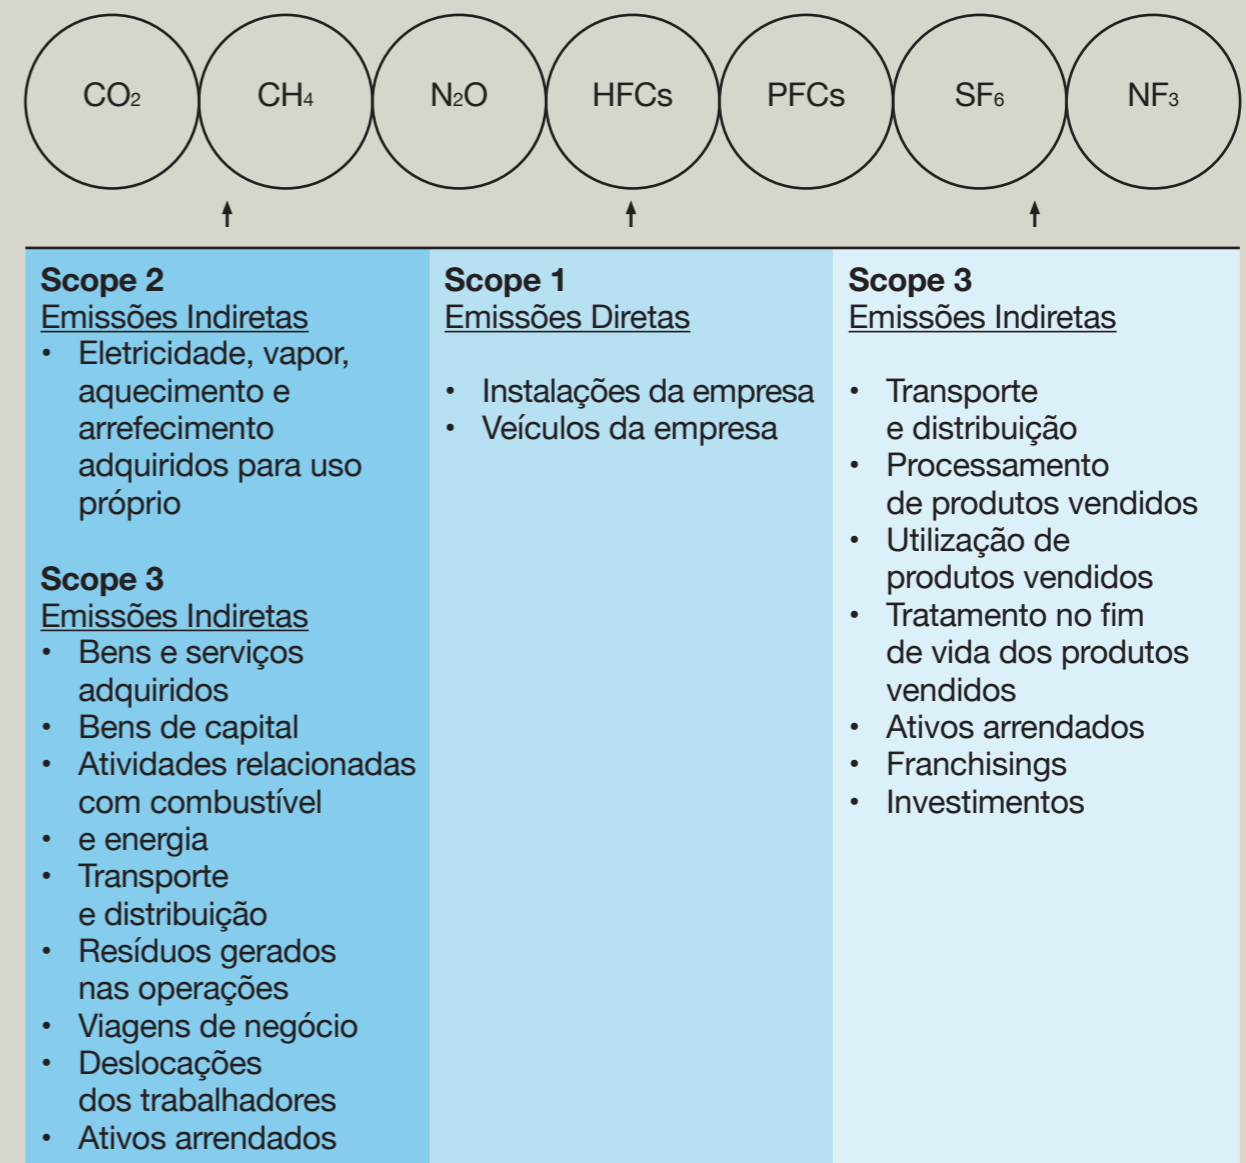 CO₂ CH₄ N₂O HFCs PFCs SF₆ NF₃
Scope 2
Emissões Indiretas
• Eletricidade, vapor,
aquecimento e
arrefecimento
adquiridos para uso
próprio
Scope 3
Emissões Indiretas
• Bens e serviços
adquiridos
• Bens de capital
• Atividades relacionadas
com combustível
• e energia
• Transporte
e distribuição
• Resíduos gerados
nas operações
• Viagens de negócio
• Deslocações
dos trabalhadores
• Ativos arrendados
Scope 1
Emissões Diretas
• Instalações da empresa
• Veículos da empresa
Scope 3
Emissões Indiretas
• Transporte
e distribuição
• Processamento
de produtos vendidos
• Utilização de
produtos vendidos
• Tratamento no fim
de vida dos produtos
vendidos
• Ativos arrendados
• Franchisings
• Investimentos